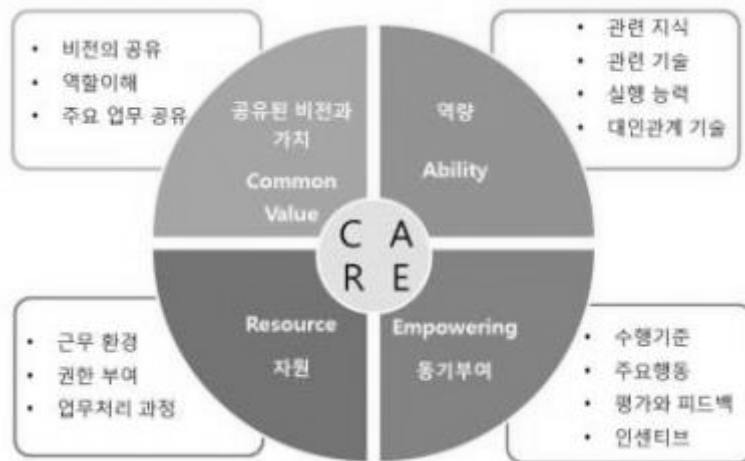 • 비전의 공유
• 역할이해
• 주요 업무 공유
공유된 비전과
가치
Common
Value
• 관련 지식
• 관련 기술
• 실행 능력
• 대인관계 기술
역량
Ability
C A
R E
• 근무 환경
• 권한 부여
• 업무처리 과정
Resource
자원
Empowering
동기부여
• 수행기준
• 주요행동
• 평가와 피드백
• 인센티브